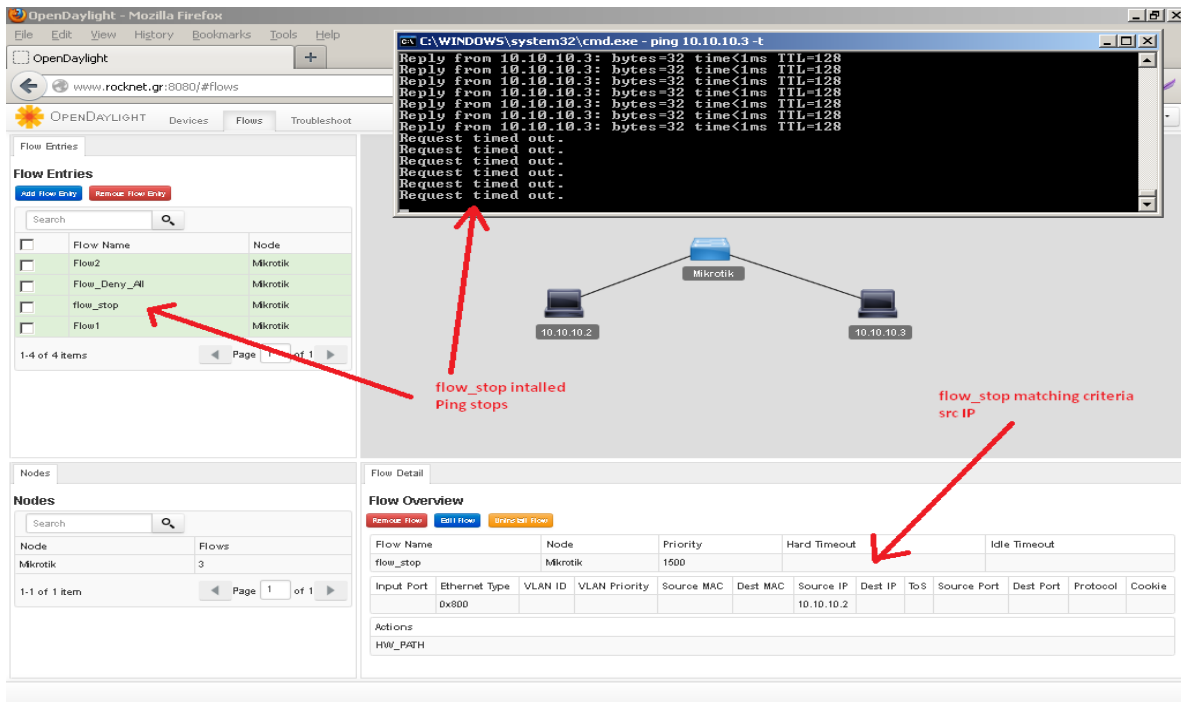 OpenDaylight - Mozilla Firefox
File Edit View History Bookmarks Tools Help
OpenDaylight
www.rocknet.gr:8080/#flows
OPENDAYLIGHT Devices Flows Troubleshoot
C:\WINDOWS\system32\cmd.exe - ping 10.10.10.3 -t
Reply from 10.10.10.3: bytes=32 time<1ms TTL=128
Reply from 10.10.10.3: bytes=32 time<1ms TTL=128
Reply from 10.10.10.3: bytes=32 time<1ms TTL=128
Reply from 10.10.10.3: bytes=32 time<1ms TTL=128
Reply from 10.10.10.3: bytes=32 time<1ms TTL=128
Reply from 10.10.10.3: bytes=32 time<1ms TTL=128
Reply from 10.10.10.3: bytes=32 time<1ms TTL=128
Request timed out.
Request timed out.
Request timed out.
Request timed out.
Request timed out.
Request timed out.
Flow Entries
Flow Entries
Add Flow Entry Remove Flow Entry
Search
Flow Name Node
Flow2 Mikrotik
Flow_Deny_All Mikrotik
flow_stop Mikrotik
Flow1 Mikrotik
1-4 of 4 items Page 1 of 1
Mikrotik
10.10.10.2
10.10.10.3
flow_stop intalled
Ping stops
flow_stop matching criteria
src IP
Nodes
Nodes
Search
Node Flows
Mikrotik 3
1-1 of 1 item Page 1 of 1
Flow Detail
Flow Overview
Remove Flow Edit Flow Uninstall Flow
Flow Name Node Priority Hard Timeout Idle Timeout
flow_stop Mikrotik 1500
Input Port Ethernet Type VLAN ID VLAN Priority Source MAC Dest MAC Source IP Dest IP ToS Source Port Dest Port Protocol Cookie
0x800 10.10.10.2
Actions
HW_PATH